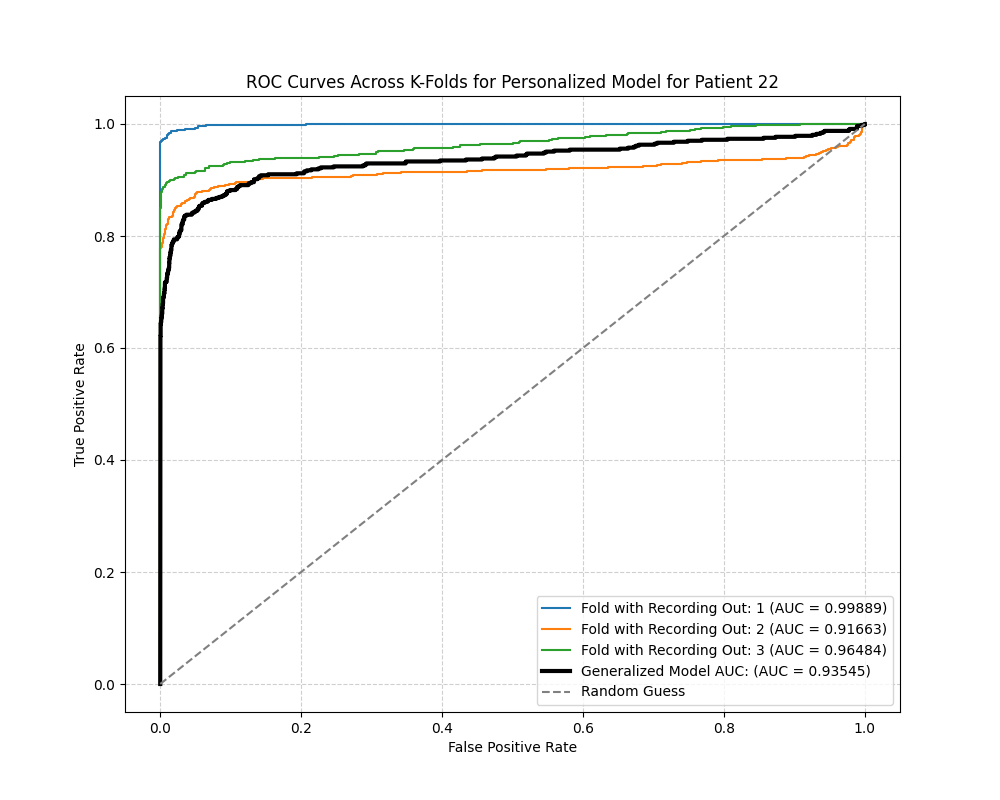 ROC Curves Across K-Folds for Personalized Model for Patient 22
1.0
0.8
0.6
0.4
0.2
0.0
True Positive Rate
0.0 0.2 0.4 0.6 0.8 1.0
False Positive Rate
Fold with Recording Out: 1 (AUC = 0.99889)
Fold with Recording Out: 2 (AUC = 0.91663)
Fold with Recording Out: 3 (AUC = 0.96484)
Generalized Model AUC: (AUC = 0.93545)
Random Guess